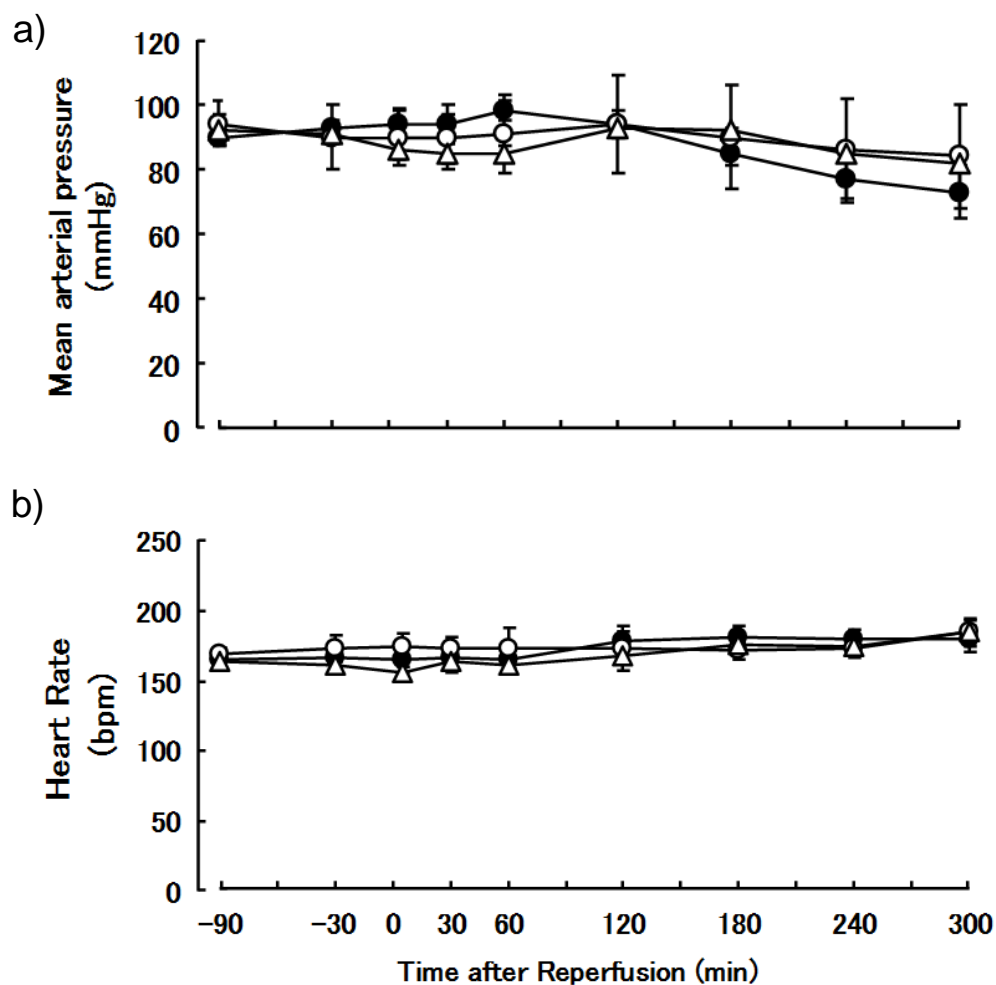 a)
Mean arterial pressure
(mmHg)
120
100
80
60
40
20
0
b)
Heart Rate
(bpm)
250
200
150
100
50
0
−90 −30 0 30 60 120 180 240 300
Time after Reperfusion (min)